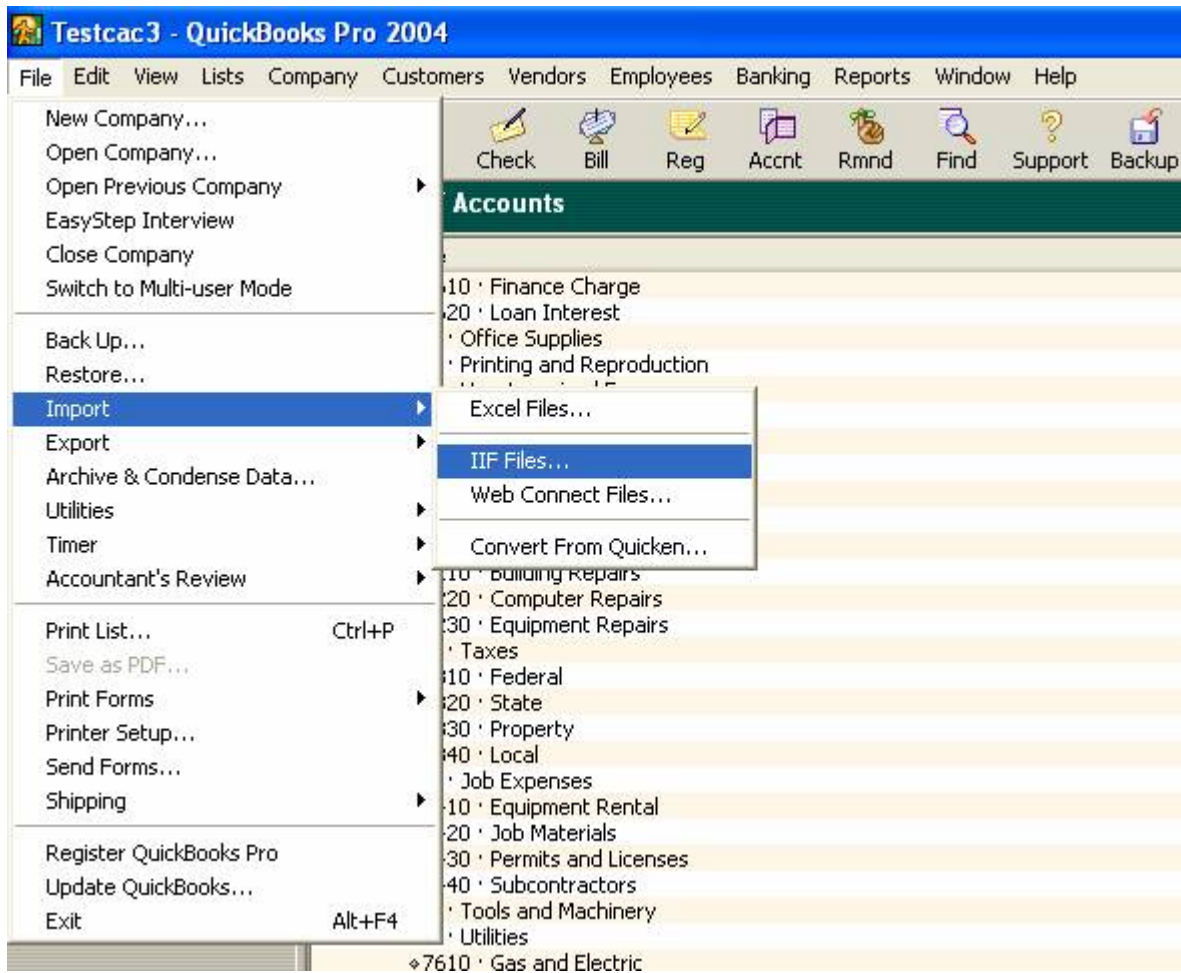 Testcac3 - QuickBooks Pro 2004
File Edit View Lists Company Customers Vendors Employees Banking Reports Window Help
Check Bill Reg Accnt Rmnd Find Support Backup
New Company...
Open Company...
Open Previous Company
EasyStep Interview
Close Company
Switch to Multi-user Mode
Back Up...
Restore...
Import
Export
Archive & Condense Data...
Utilities
Timer
Accountant's Review
Print List... Ctrl+P
Save as PDF...
Print Forms
Printer Setup...
Send Forms...
Shipping
Register QuickBooks Pro
Update QuickBooks...
Exit Alt+F4
Excel Files...
IIF Files...
Web Connect Files...
Convert From Quicken...
Accounts
10 · Finance Charge
20 · Loan Interest
· Office Supplies
· Printing and Reproduction
10 · Building Repairs
20 · Computer Repairs
30 · Equipment Repairs
· Taxes
10 · Federal
20 · State
30 · Property
40 · Local
· Job Expenses
10 · Equipment Rental
20 · Job Materials
30 · Permits and Licenses
40 · Subcontractors
· Tools and Machinery
· Utilities
7610 · Gas and Electric